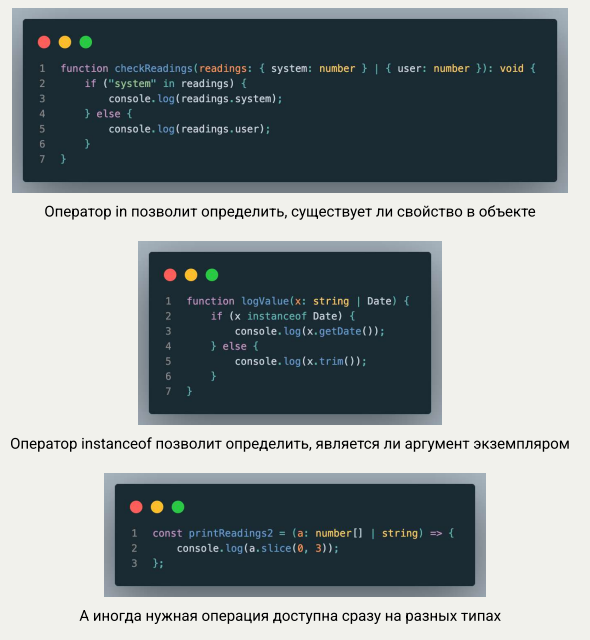 1 function checkReadings(readings: { system: number } | { user: number }): void {
2 if ("system" in readings) {
3 console.log(readings.system);
4 } else {
5 console.log(readings.user);
6 }
7 }
Оператор in позволит определить, существует ли свойство в объекте
1 function logValue(x: string | Date) {
2 if (x instanceof Date) {
3 console.log(x.getDate());
4 } else {
5 console.log(x.trim());
6 }
7 }
Оператор instanceof позволит определить, является ли аргумент экземпляром
1 const printReadings2 = (a: number[] | string) => {
2 console.log(a.slice(0, 3));
3 };
А иногда нужная операция доступна сразу на разных типах